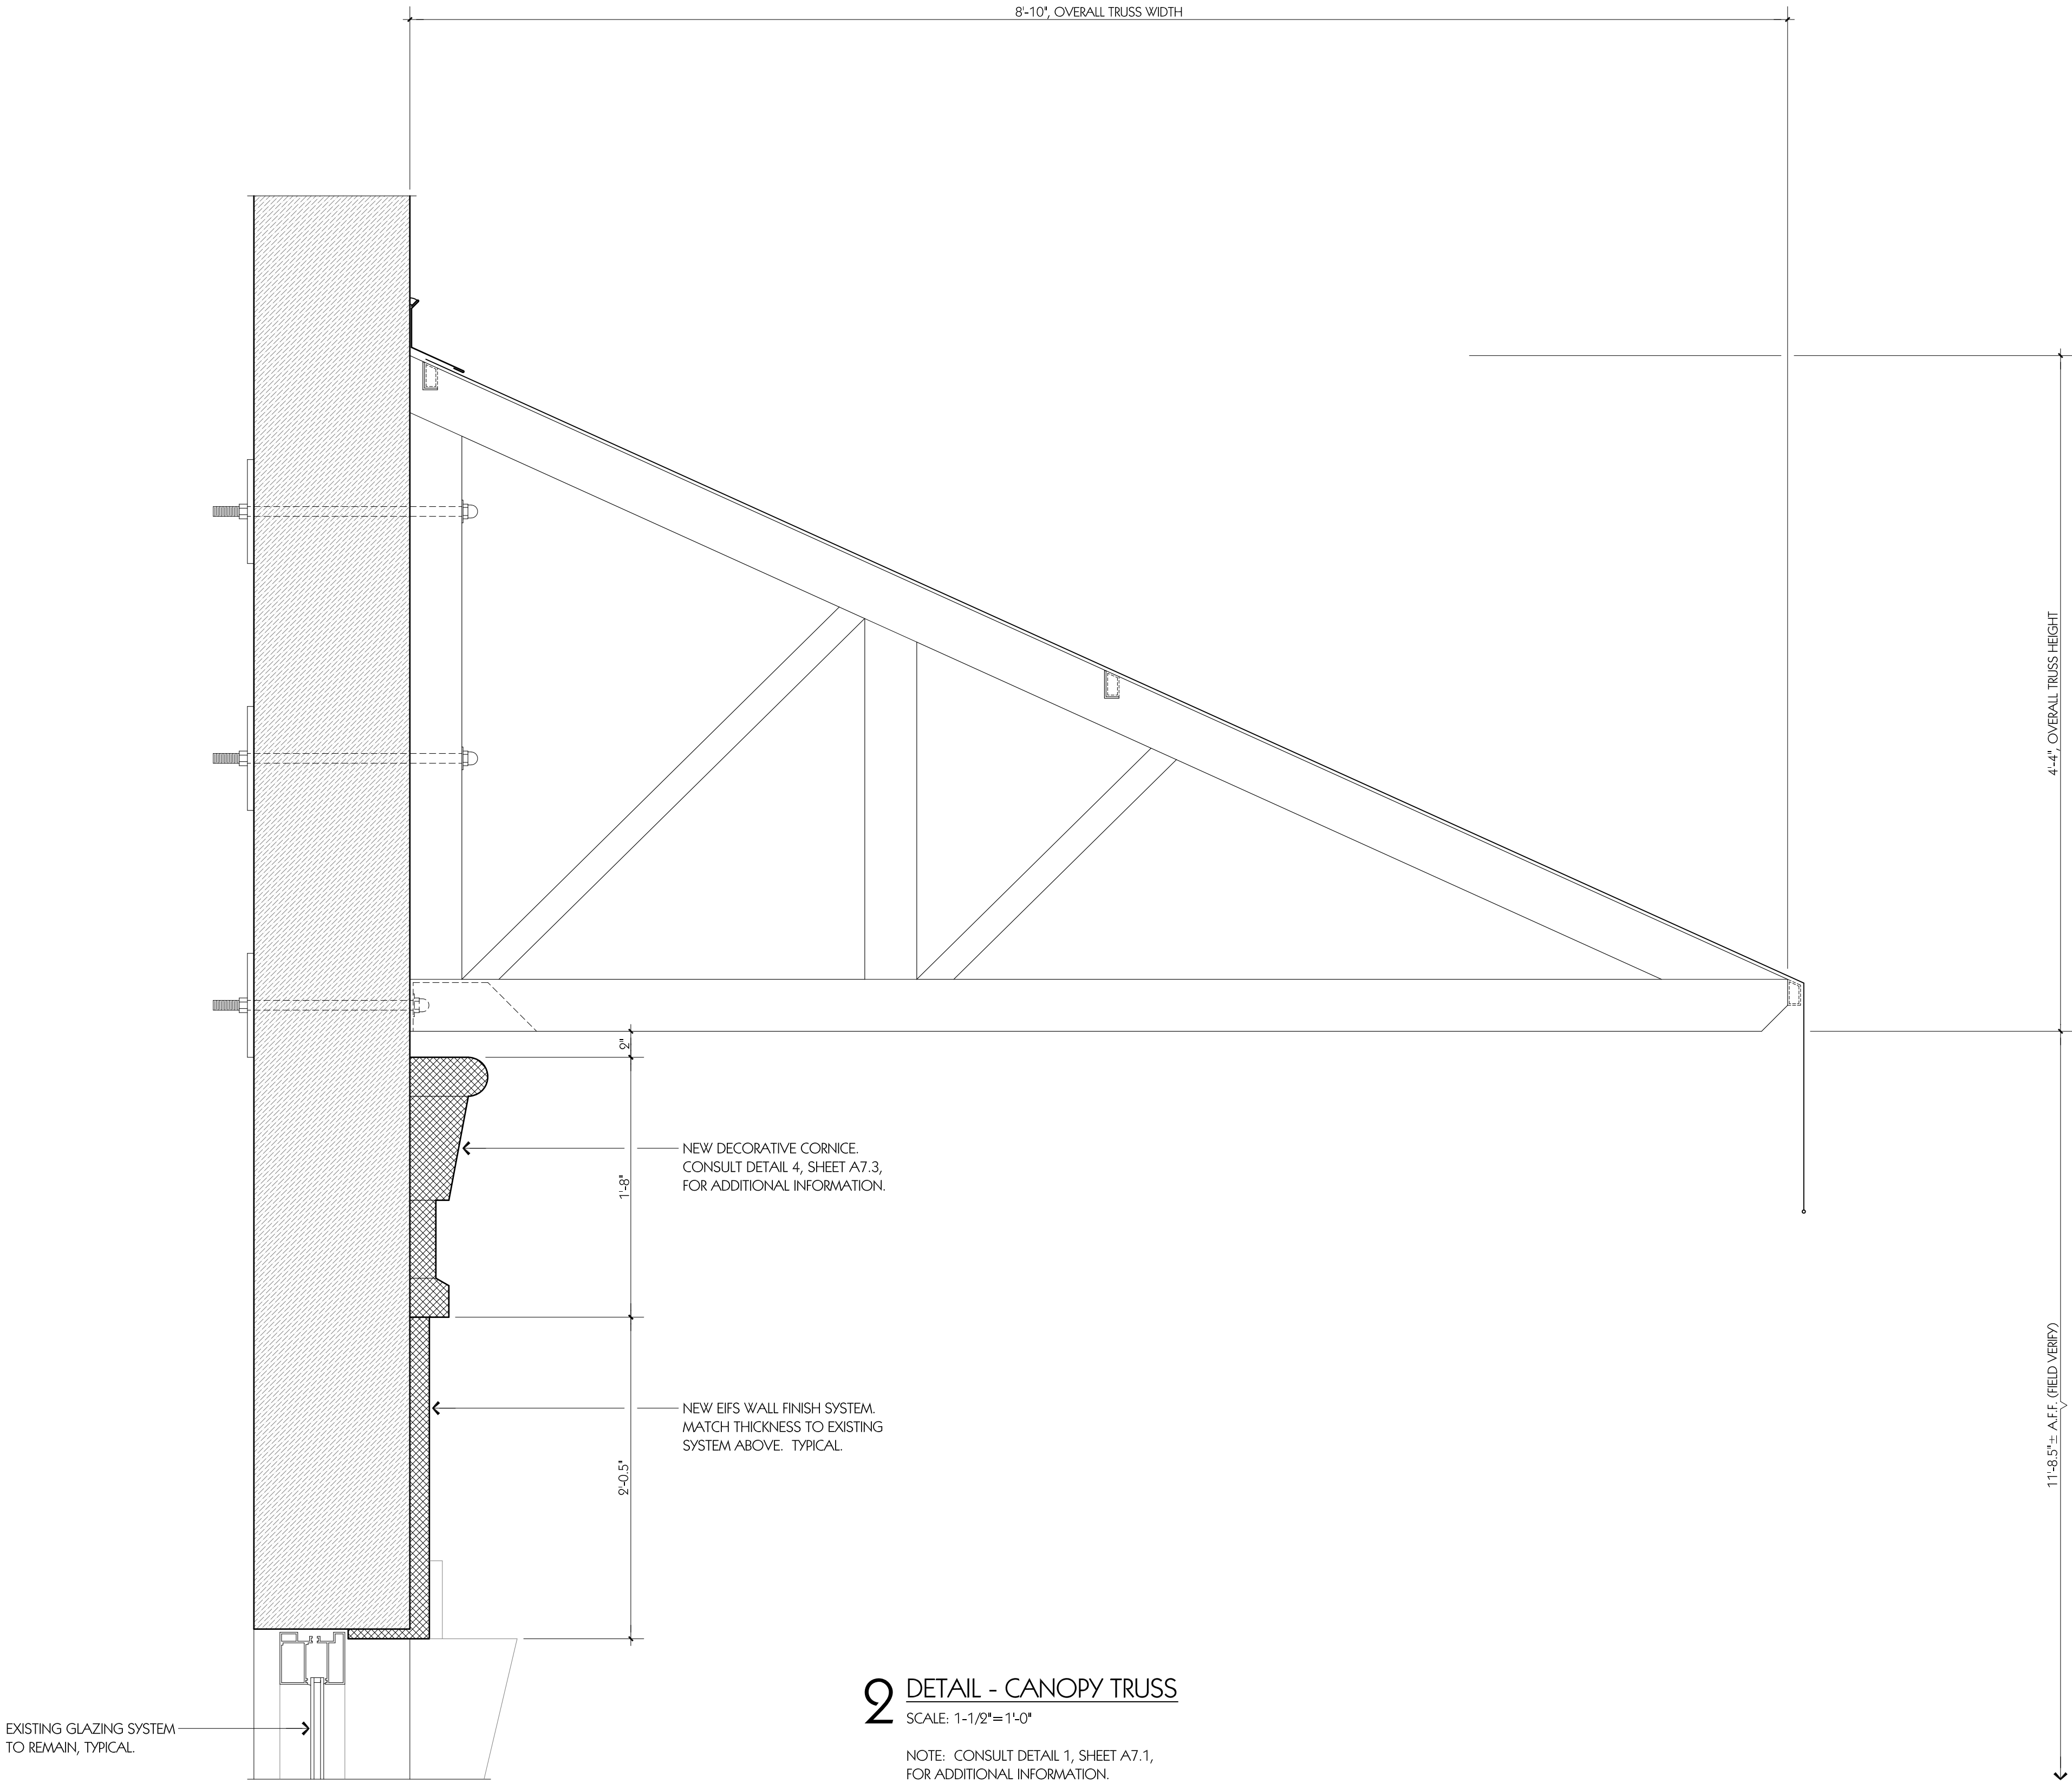 8'-10", OVERALL TRUSS WIDTH
4'-4", OVERALL TRUSS HEIGHT
2"
1'-8"
NEW DECORATIVE CORNICE.
CONSULT DETAIL 4, SHEET A7.3,
FOR ADDITIONAL INFORMATION.
11'-8.5"± A.F.F. (FIELD VERIFY)
2'-0.5"
NEW EIFS WALL FINISH SYSTEM.
MATCH THICKNESS TO EXISTING
SYSTEM ABOVE. TYPICAL.
EXISTING GLAZING SYSTEM
TO REMAIN, TYPICAL.
2 DETAIL - CANOPY TRUSS
SCALE: 1-1/2"=1'-0"
NOTE: CONSULT DETAIL 1, SHEET A7.1,
FOR ADDITIONAL INFORMATION.